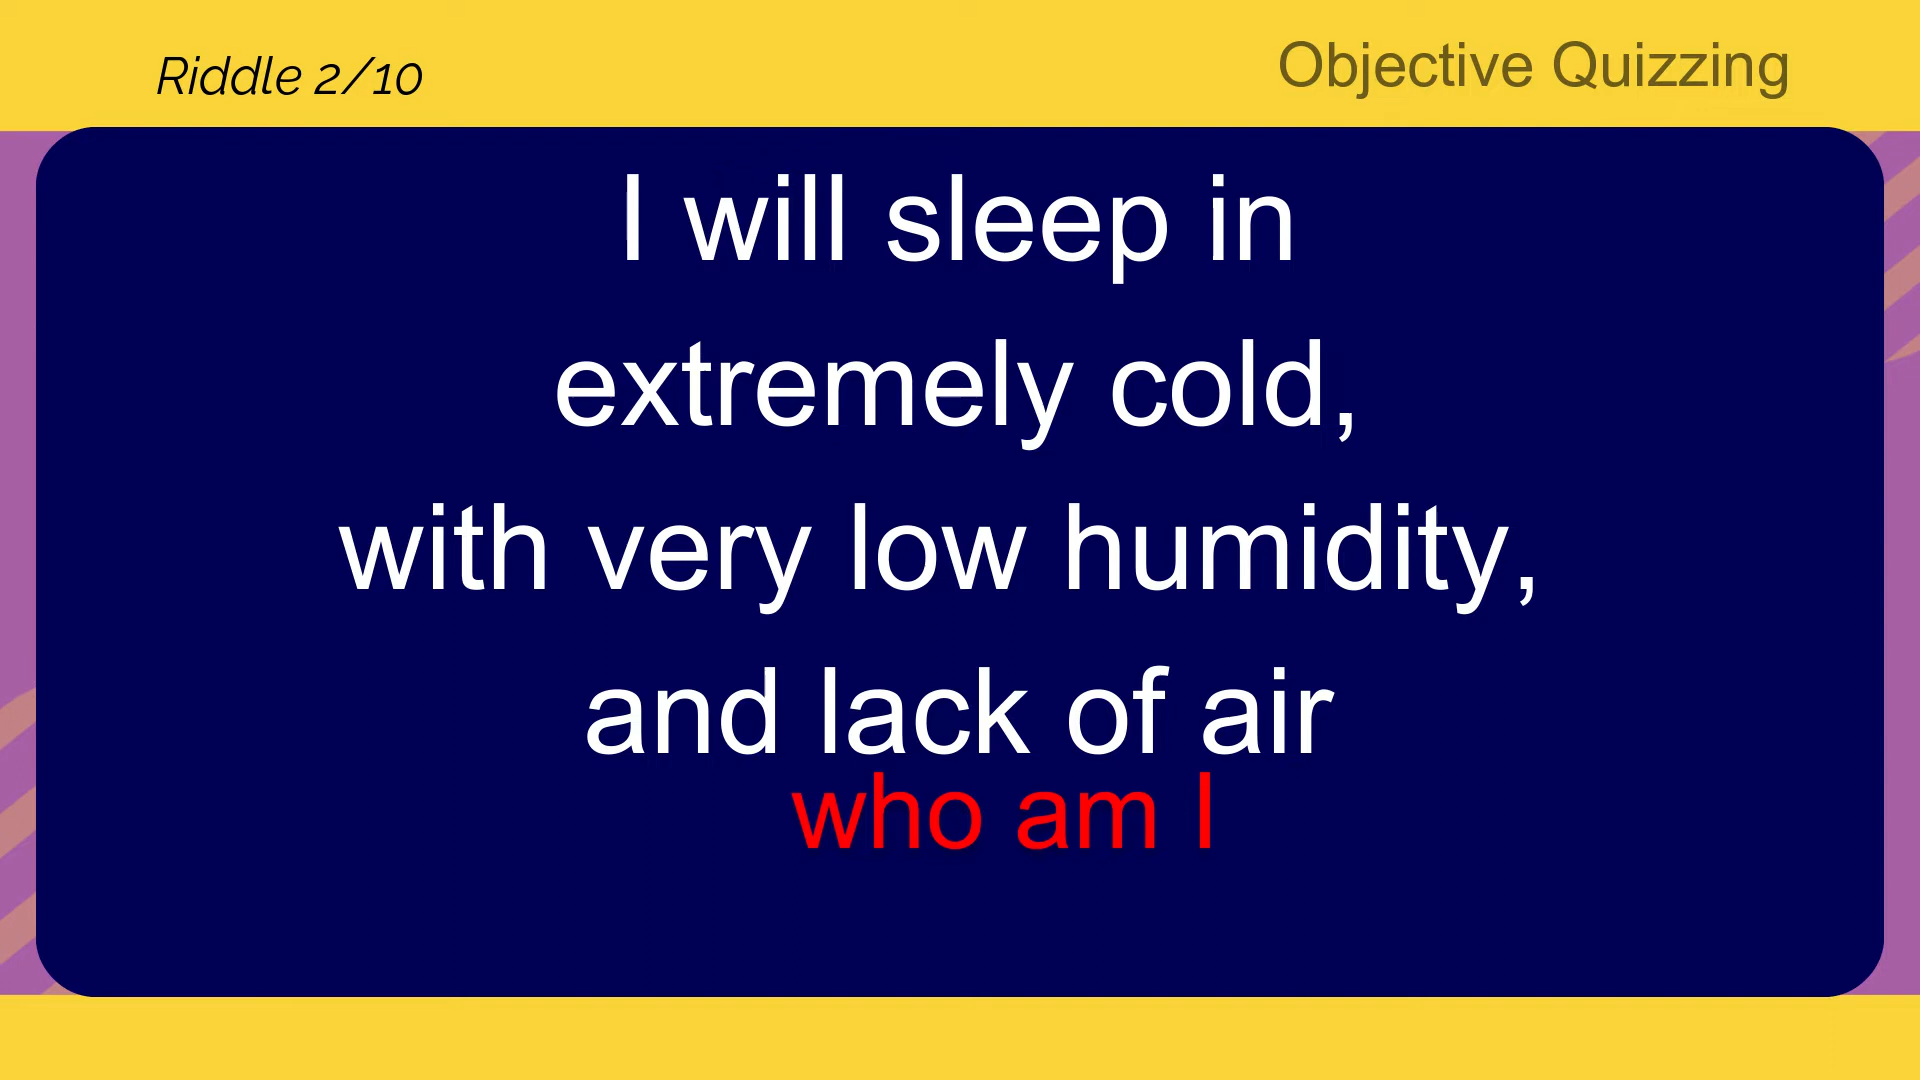 Riddle 2/10
Objective Quizzing
I will sleep in
extremely cold,
with very low humidity,
and lack of air
who am I